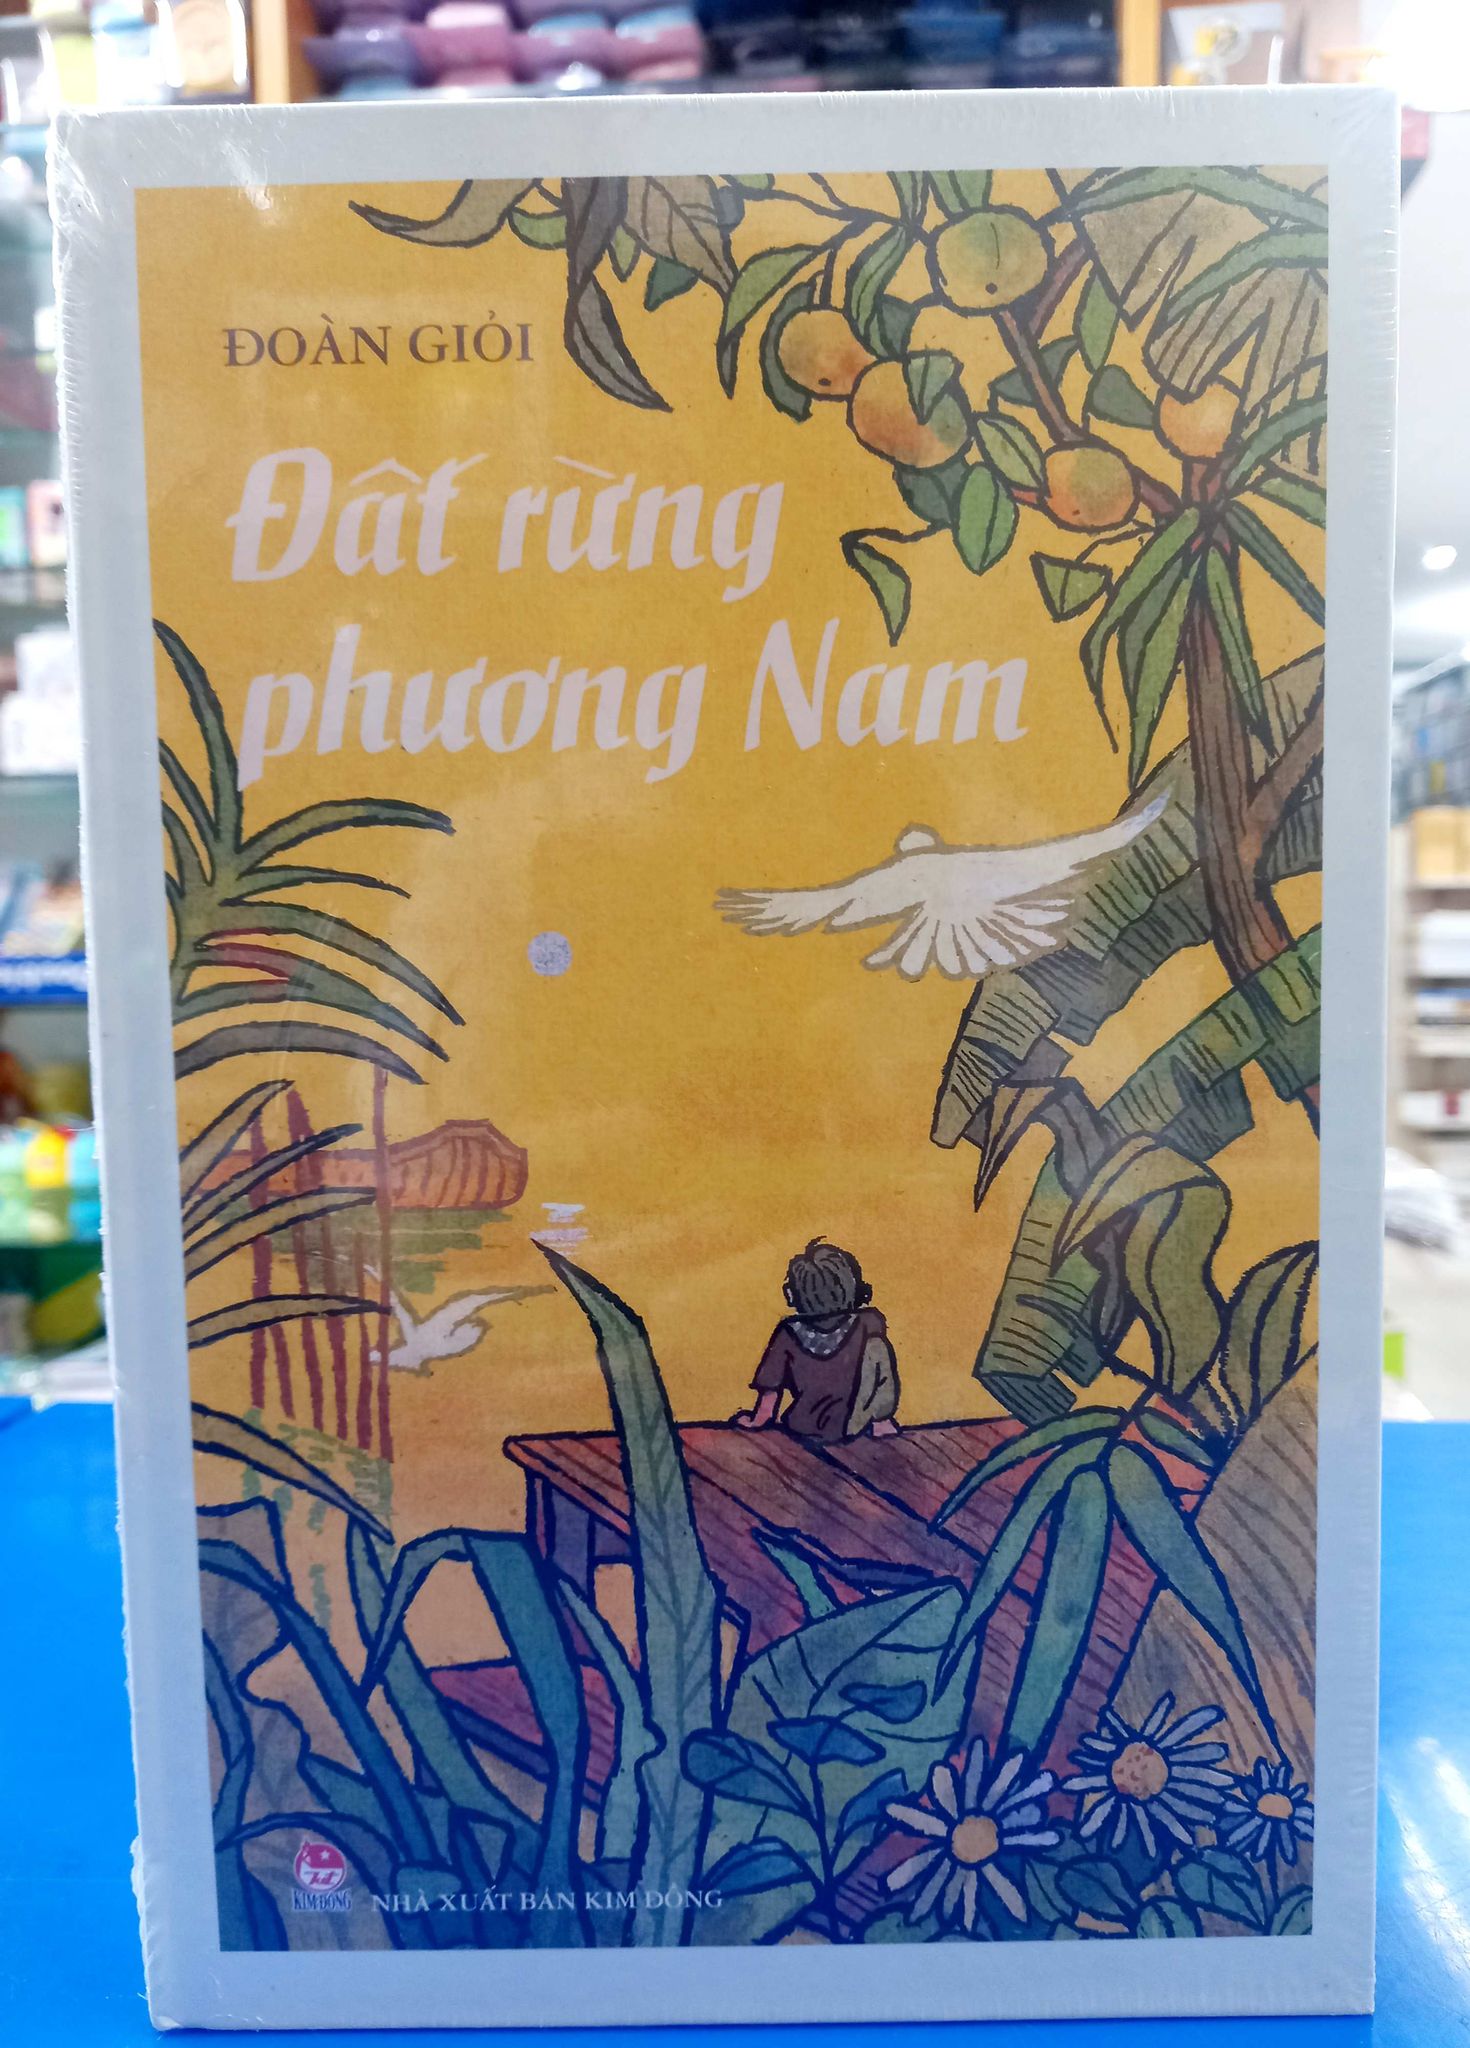 ĐOÀN GIỎI
Đất rừng
phương Nam
KIM ĐỒNG
NHÀ XUẤT BẢN KIM ĐỒNG